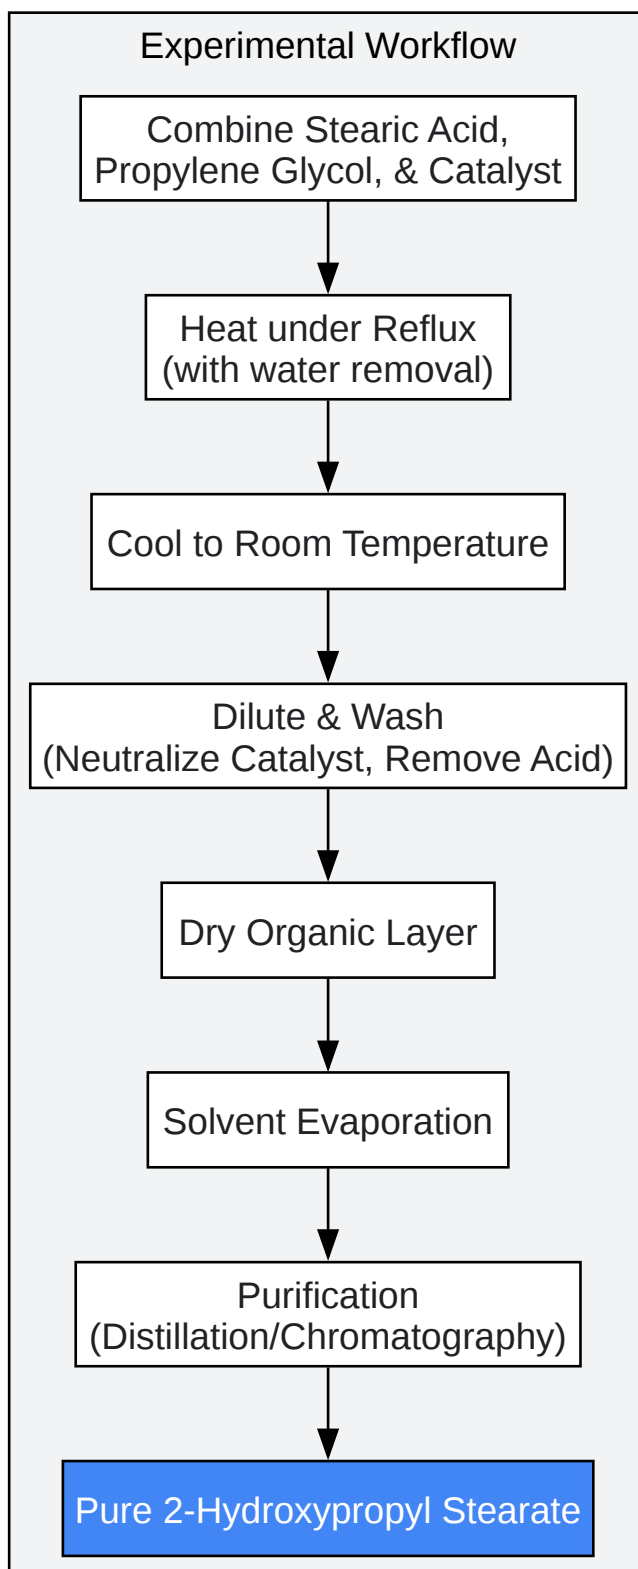 Experimental Workflow
Combine Stearic Acid,
Propylene Glycol, & Catalyst
Heat under Reflux
(with water removal)
Cool to Room Temperature
Dilute & Wash
(Neutralize Catalyst, Remove Acid)
Dry Organic Layer
Solvent Evaporation
Purification
(Distillation/Chromatography)
Pure 2-Hydroxypropyl Stearate